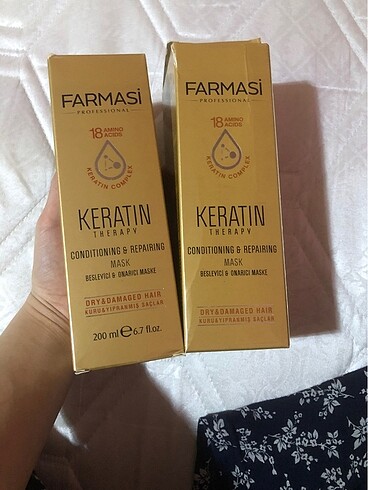 FARMASİ
PROFESSIONAL
18 AMINO ACIDS
KERATIN COMPLEX
KERATIN
THERAPY
CONDITIONING & REPAIRING
MASK
BESLEYİCİ & ONARICI MASKE
DRY&DAMAGED HAIR
KURU&YIPRANMIŞ SAÇLAR
200 ml e 6.7 fl.oz.
FARMASİ
PROFESSIONAL
18 AMINO ACIDS
KERATIN COMPLEX
KERATIN
THERAPY
CONDITIONING & REPAIRING
MASK
BESLEYİCİ & ONARICI MASKE
DRY&DAMAGED HAIR
KURU&YIPRANMIŞ SAÇLAR